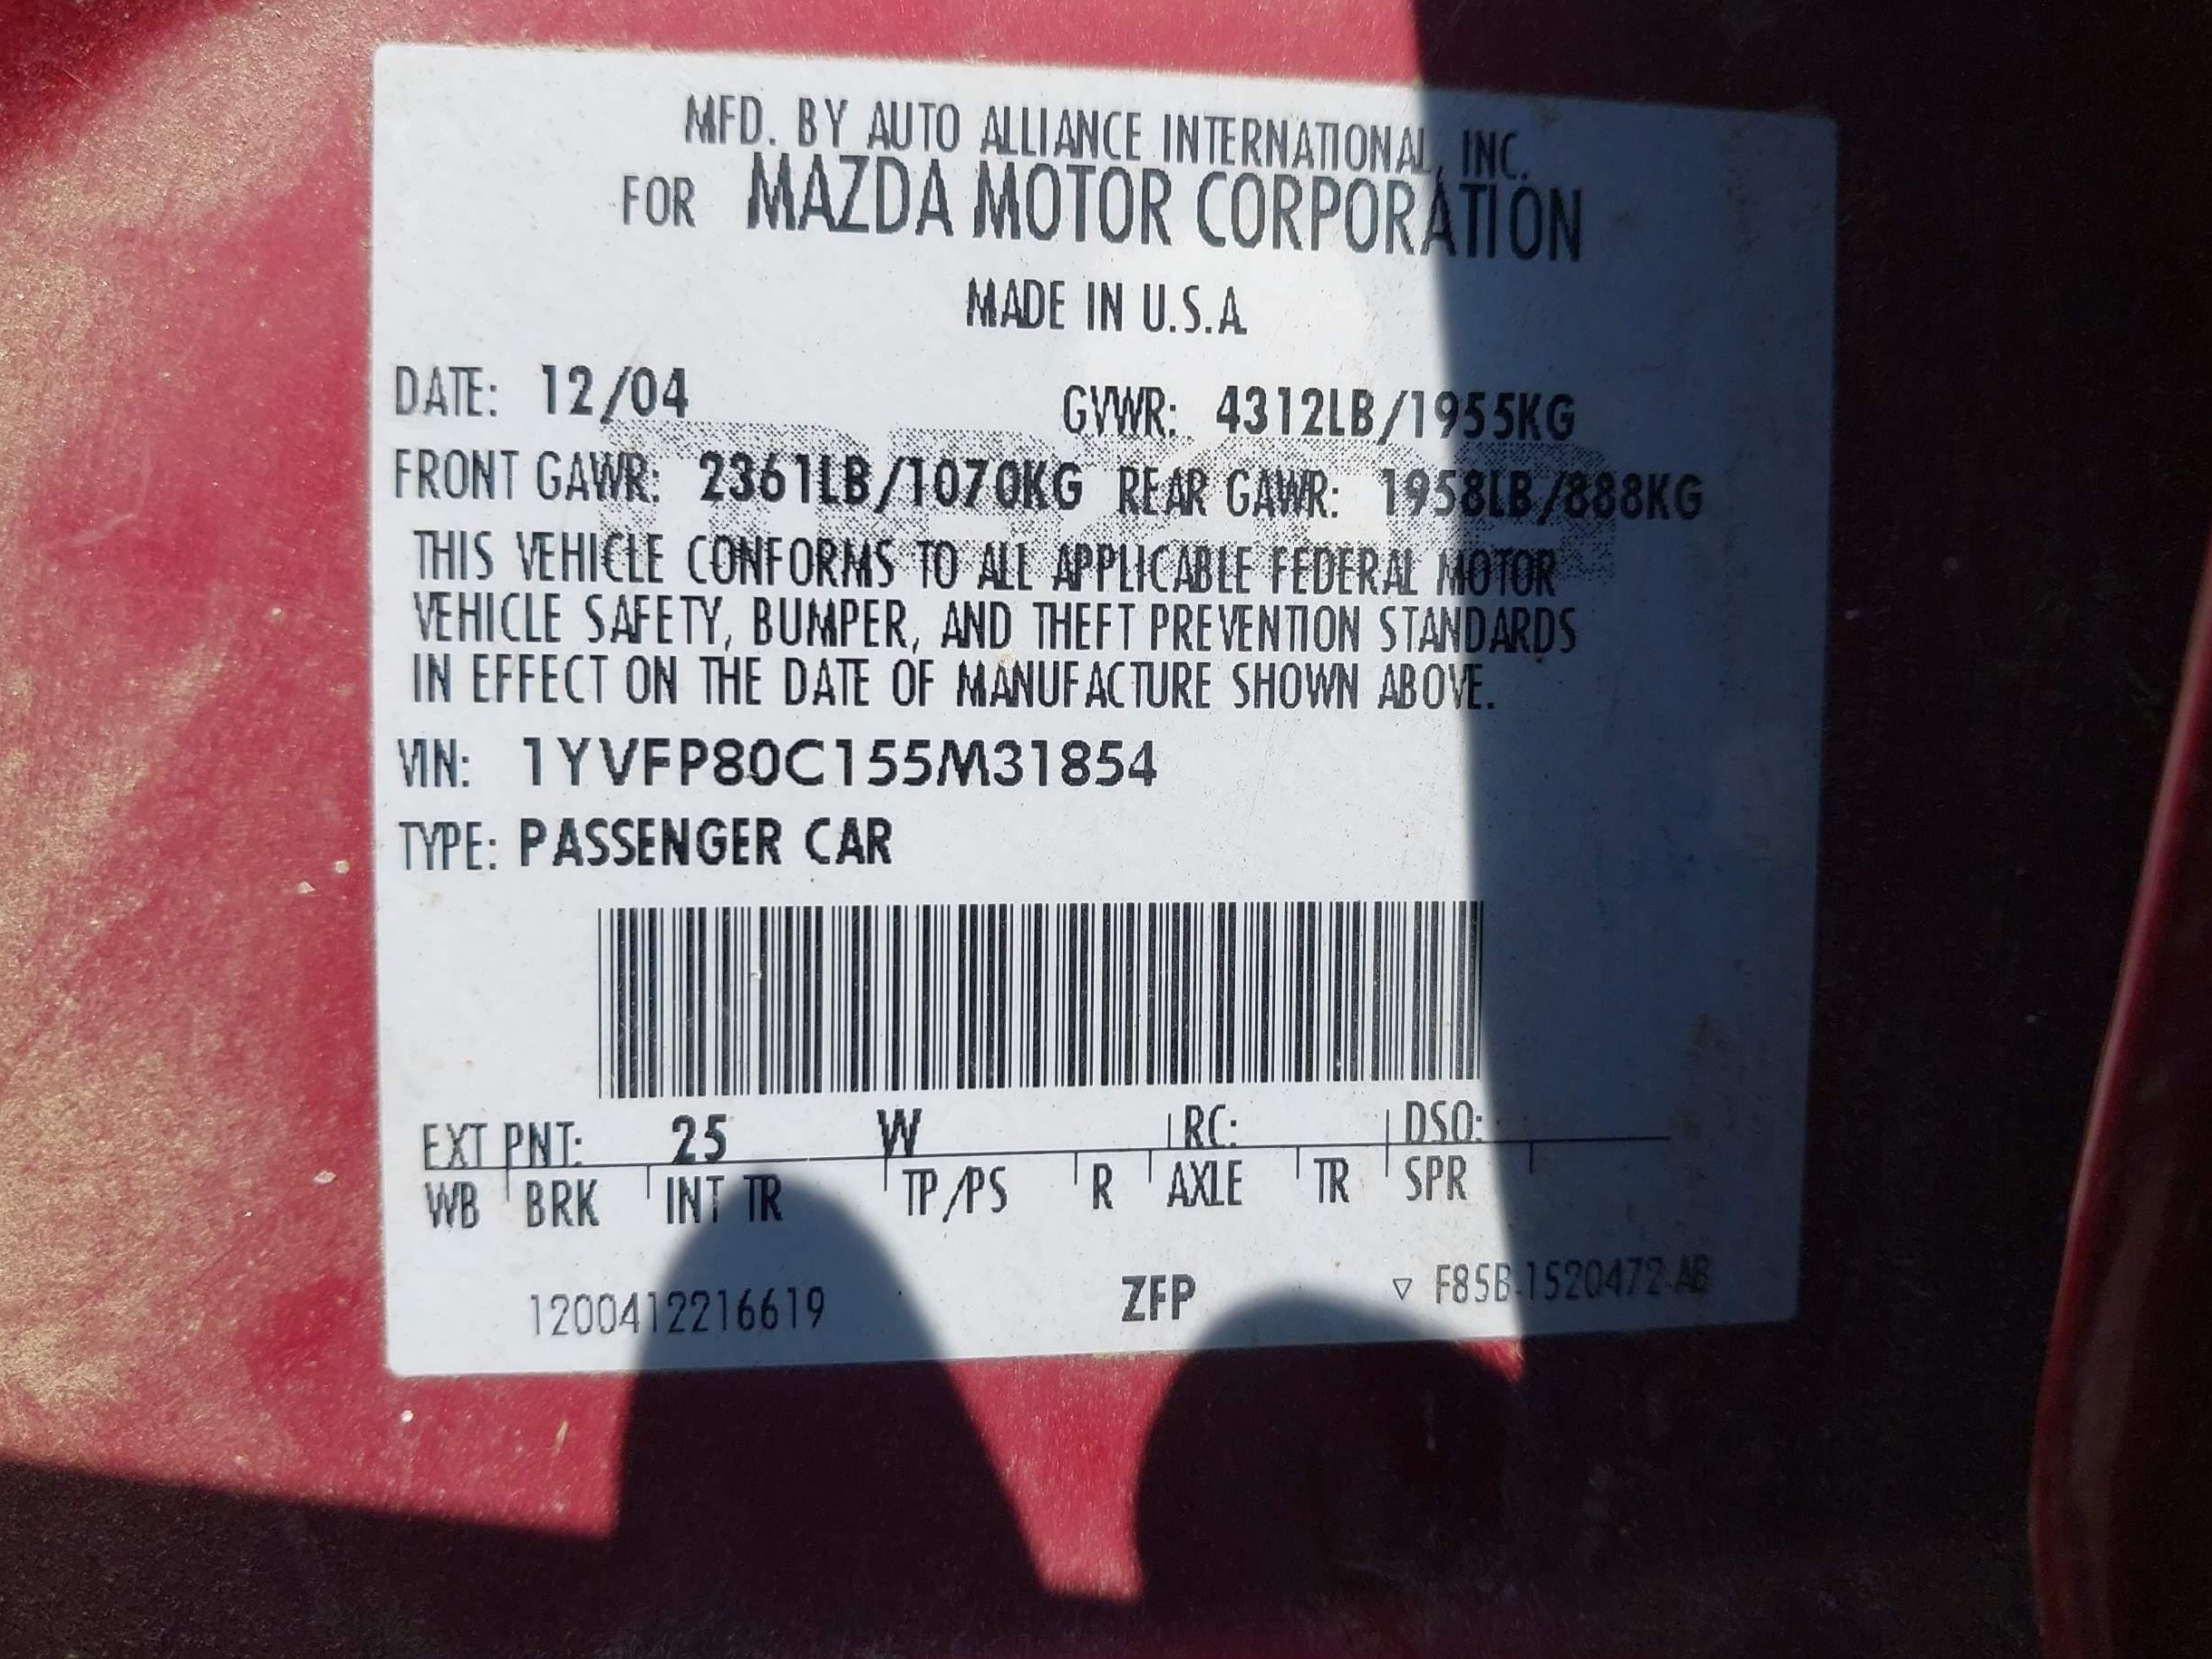 MFD. BY AUTO ALLIANCE INTERNATIONAL, INC.
FOR MAZDA MOTOR CORPORATION
MADE IN U.S.A.
DATE: 12/04 GVWR: 4312LB/1955KG
FRONT GAWR: 2361LB/1070KG REAR GAWR: 1958LB/888KG
THIS VEHICLE CONFORMS TO ALL APPLICABLE FEDERAL MOTOR
VEHICLE SAFETY, BUMPER, AND THEFT PREVENTION STANDARDS
IN EFFECT ON THE DATE OF MANUFACTURE SHOWN ABOVE.
VIN: 1YVFP80C155M31854
TYPE: PASSENGER CAR
EXT PNT: 25 W RC: DSO:
WB BRK INT TR TP/PS R AXLE TR SPR
1200412216619 ZFP ▽ F85B-1520472-AB